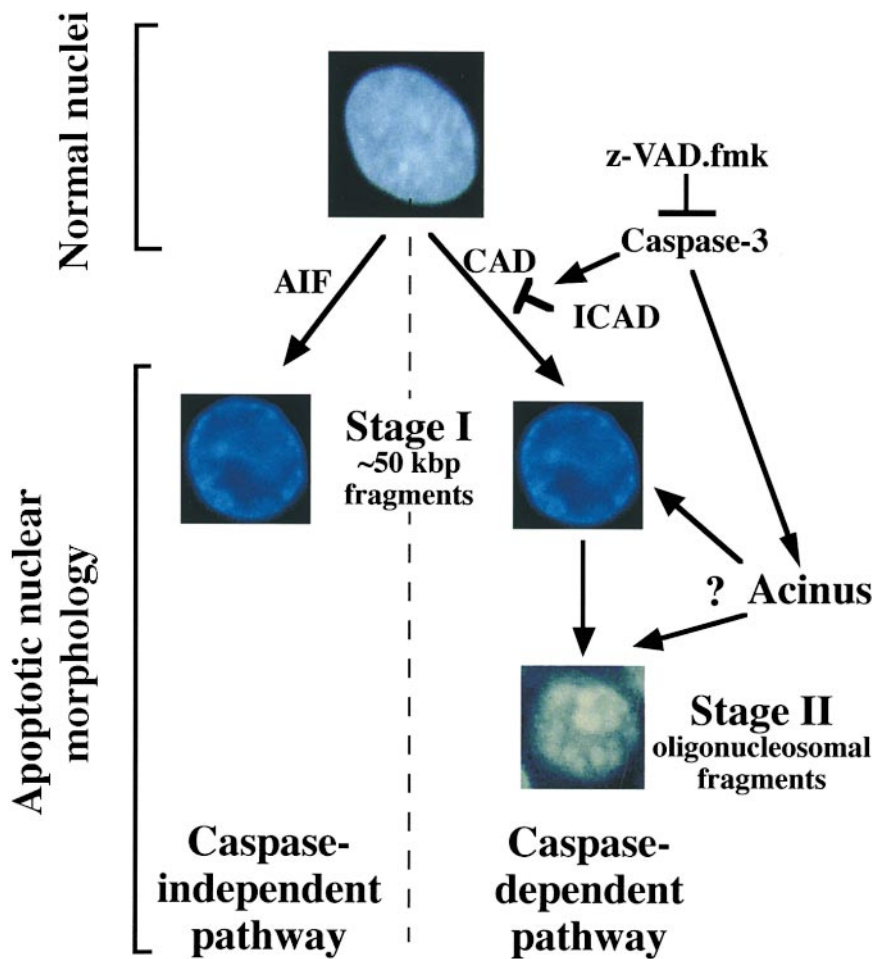 Normal nuclei
z-VAD.fmk
Caspase-3
AIF
CAD
ICAD
Apoptotic nuclear
morphology
Stage I
~50 kbp
fragments
? Acinus
Stage II
oligonucleosomal
fragments
Caspase-
independent
pathway
Caspase-
dependent
pathway